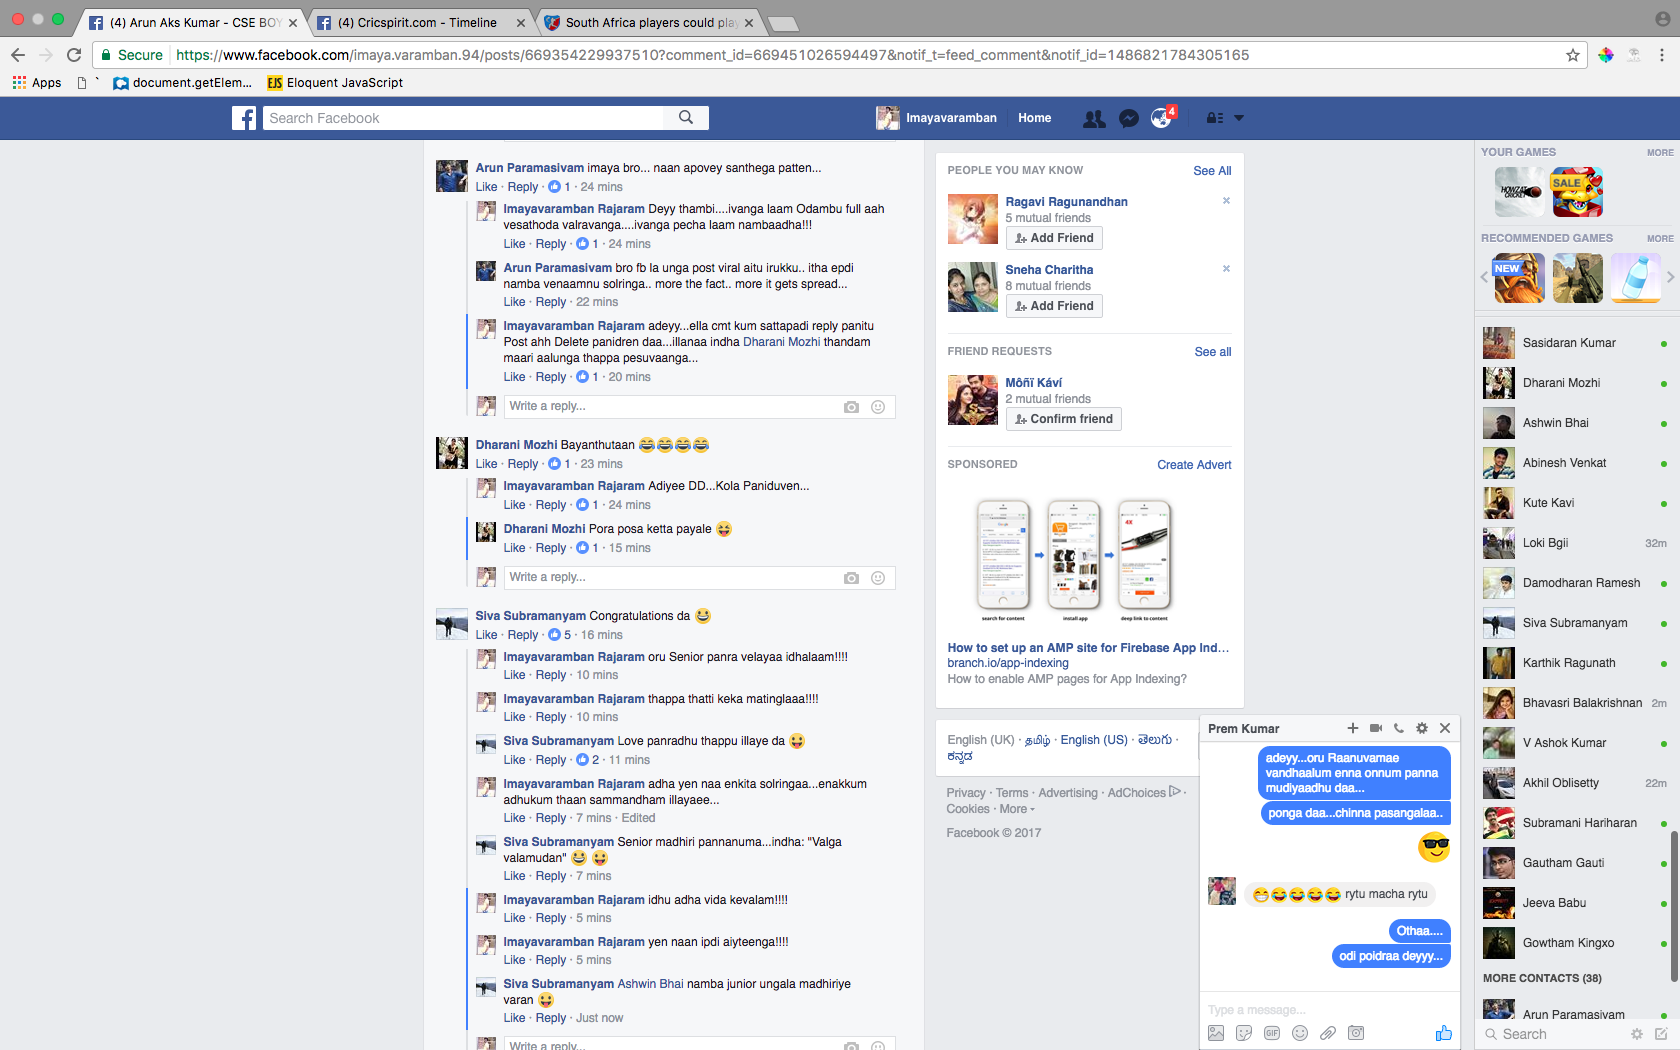 (4) Arun Aks Kumar - CSE BOY
(4) Cricspirit.com - Timeline
South Africa players could pla
Secure
https://www.facebook.com/imaya.varamban.94/posts/669354229937510?comment_id=669451026594497&notif_t=feed_comment&notif_id=1486821784305165
Apps
document.getElem...
EJS Eloquent JavaScript
Search Facebook
Imayavaramban
Home
4
Arun Paramasivam imaya bro... naan apovey santhega patten...
Like · Reply · 1 · 24 mins
Imayavaramban Rajaram Deyy thambi....ivanga laam Odambu full aah
vesathoda valravanga....ivanga pecha laam nambaadha!!!
Like · Reply · 1 · 24 mins
Arun Paramasivam bro fb la unga post viral aitu irukku.. itha epdi
namba venaamnu solringa.. more the fact.. more it gets spread...
Like · Reply · 22 mins
Imayavaramban Rajaram adeyy...ella cmt kum sattapadi reply panitu
Post ahh Delete panidren daa...illanaa indha Dharani Mozhi thandam
maari aalunga thappa pesuvaanga...
Like · Reply · 1 · 20 mins
Write a reply...
Dharani Mozhi Bayanthutaan 😂😂😂😂
Like · Reply · 1 · 23 mins
Imayavaramban Rajaram Adiyee DD...Kola Paniduven...
Like · Reply · 1 · 24 mins
Dharani Mozhi Pora posa ketta payale 😝
Like · Reply · 1 · 15 mins
Write a reply...
Siva Subramanyam Congratulations da 😀
Like · Reply · 5 · 16 mins
Imayavaramban Rajaram oru Senior panra velayaa idhalaam!!!!
Like · Reply · 10 mins
Imayavaramban Rajaram thappa thatti keka matinglaaa!!!!
Like · Reply · 10 mins
Siva Subramanyam Love panradhu thappu illaye da 😛
Like · Reply · 2 · 11 mins
Imayavaramban Rajaram adha yen naa enkita solringaa...enakkum
adhukum thaan sammandham illayaee...
Like · Reply · 7 mins · Edited
Siva Subramanyam Senior madhiri pannanuma...indha: "Valga
valamudan" 😀 😛
Like · Reply · 7 mins
Imayavaramban Rajaram idhu adha vida kevalam!!!!
Like · Reply · 5 mins
Imayavaramban Rajaram yen naan ipdi aiyteenga!!!!
Like · Reply · 5 mins
Siva Subramanyam Ashwin Bhai namba junior ungala madhiriye
varan 😛
Like · Reply · Just now
Write a reply...
PEOPLE YOU MAY KNOW
See All
Ragavi Ragunandhan
5 mutual friends
Add Friend
Sneha Charitha
8 mutual friends
Add Friend
FRIEND REQUESTS
See all
Môñï Káví
2 mutual friends
Confirm friend
SPONSORED
Create Advert
4X
search for content
install app
deep link to content
How to set up an AMP site for Firebase App Ind...
branch.io/app-indexing
How to enable AMP pages for App Indexing?
English (UK) · தமிழ் · English (US) · తెలుగు ·
ಕನ್ನಡ
Privacy · Terms · Advertising · AdChoices ·
Cookies · More
Facebook © 2017
Prem Kumar
adeyy...oru Raanuvamae
vandhaalum enna onnum panna
mudiyaadhu daa...
ponga daa...chinna pasangalaa..
😎
😁😂😂😂😂 rytu macha rytu
Othaa....
odi poidraa deyyy...
Type a message...
GIF
YOUR GAMES
MORE
HOWZAT
CRICKET
SALE
RECOMMENDED GAMES
MORE
NEW
Sasidaran Kumar
Dharani Mozhi
Ashwin Bhai
Abinesh Venkat
Kute Kavi
Loki Bgii 32m
Damodharan Ramesh
Siva Subramanyam
Karthik Ragunath
Bhavasri Balakrishnan 2m
V Ashok Kumar
Akhil Oblisetty 22m
Subramani Hariharan
Gautham Gauti
Jeeva Babu
Gowtham Kingxo
MORE CONTACTS (38)
Arun Paramasivam
Search